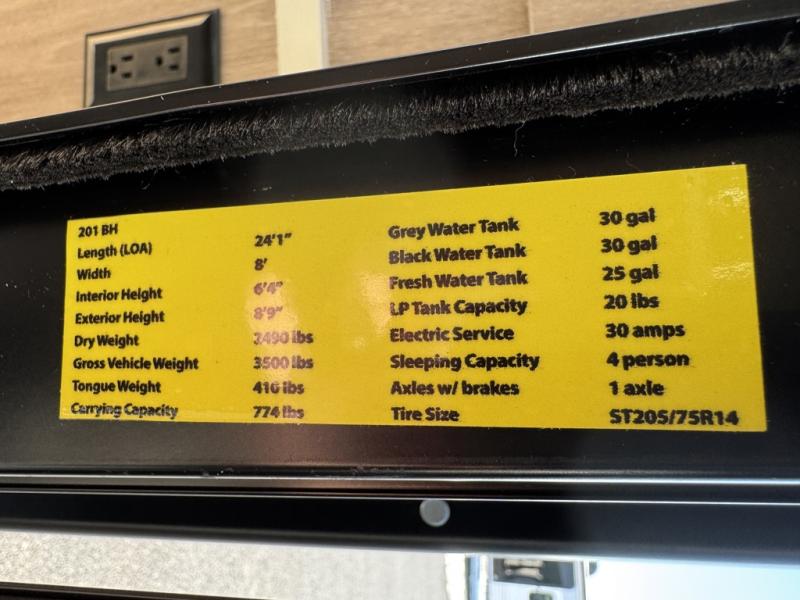 201 BH
Length (LOA) 24'1"
Width 8'
Interior Height 6'4"
Exterior Height 8'9"
Dry Weight lbs
Gross Vehicle Weight 3500 lbs
Tongue Weight lbs
Carrying Capacity 774 lbs
Grey Water Tank 30 gal
Black Water Tank 30 gal
Fresh Water Tank 25 gal
LP Tank Capacity 20 lbs
Electric Service 30 amps
Sleeping Capacity 4 person
Axles w/ brakes 1 axle
Tire Size ST205/75R14